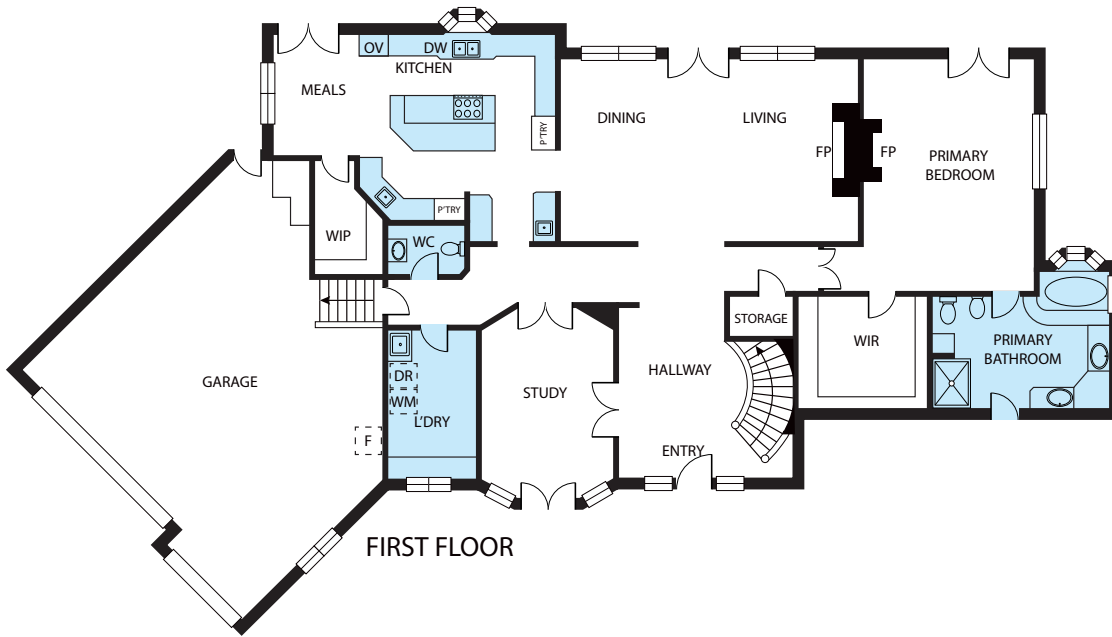 OV
DW
KITCHEN
MEALS
P'TRY
DINING
LIVING
FP
FP
PRIMARY
BEDROOM
P'TRY
WIP
WC
STORAGE
WIR
PRIMARY
BATHROOM
GARAGE
DR
WM
L'DRY
F
STUDY
HALLWAY
ENTRY
FIRST FLOOR